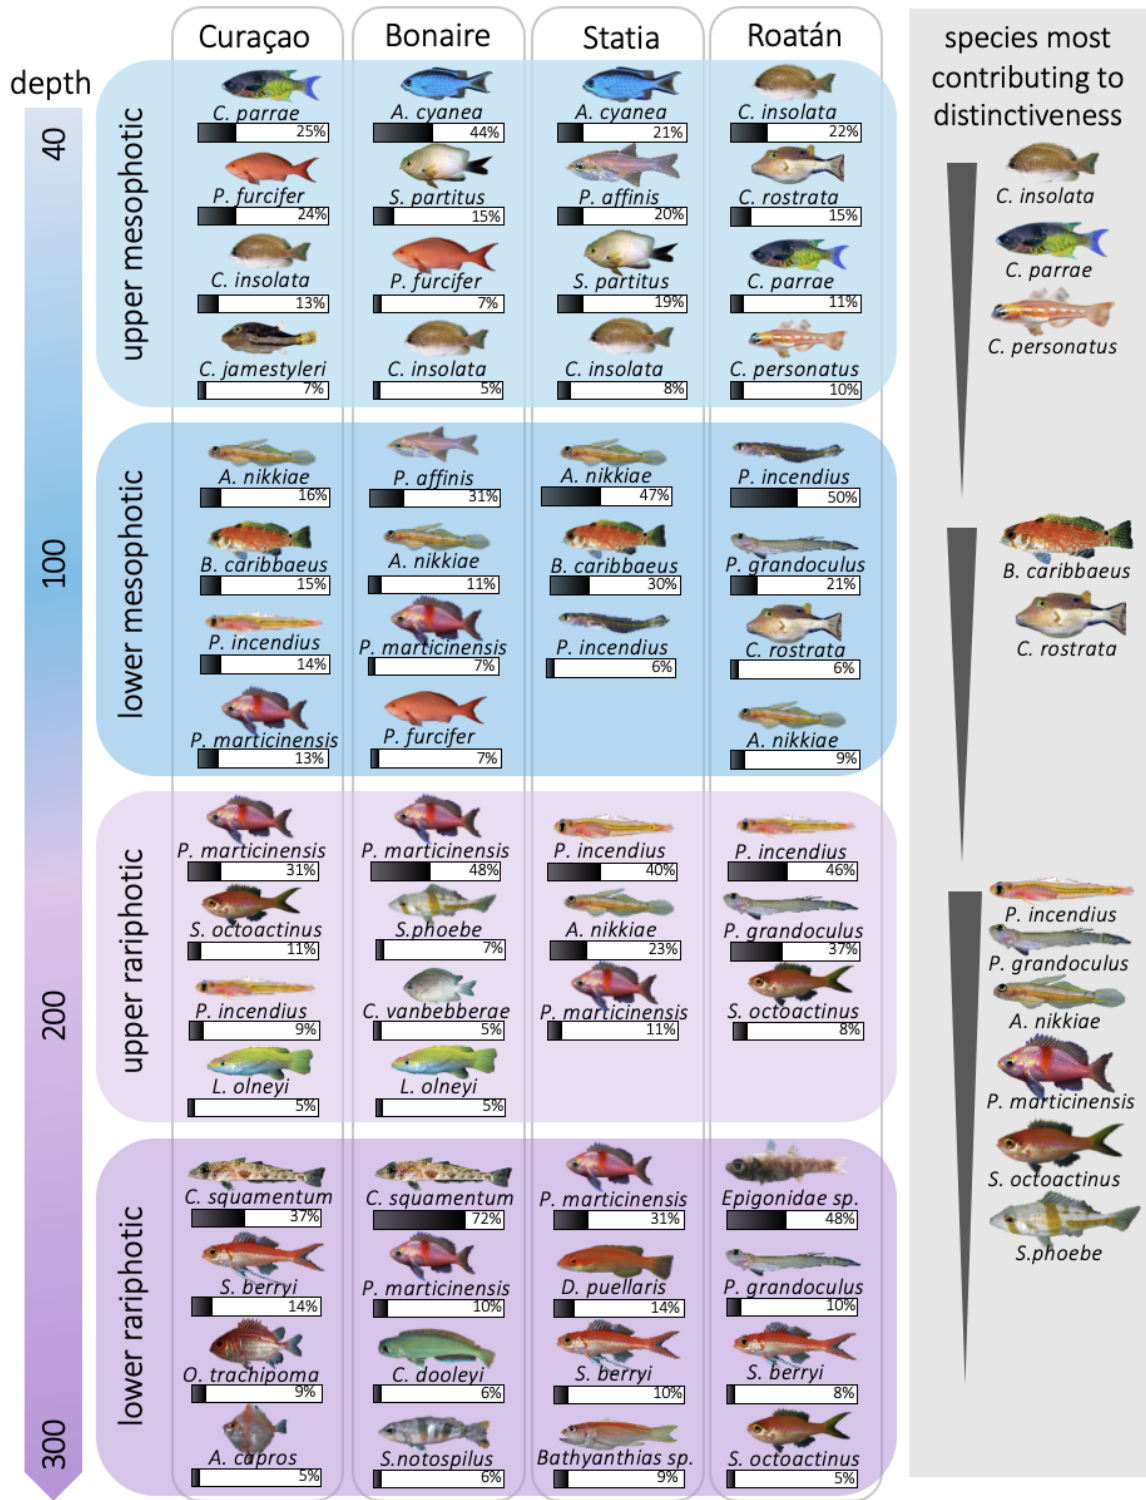 Curaçao
Bonaire
Statia
Roatán
species most
contributing to
distinctiveness
depth
40
100
200
300
upper mesophotic
C. parrae
25%
A. cyanea
44%
A. cyanea
21%
C. insolata
22%
P. furcifer
24%
S. partitus
15%
P. affinis
20%
C. rostrata
15%
C. insolata
13%
P. furcifer
7%
S. partitus
19%
C. parrae
11%
C. jamestyleri
7%
C. insolata
5%
C. insolata
8%
C. personatus
10%
lower mesophotic
A. nikkiae
16%
P. affinis
31%
A. nikkiae
47%
P. incendius
50%
B. caribbaeus
15%
A. nikkiae
11%
B. caribbaeus
30%
P. grandoculus
21%
P. incendius
14%
P. marticinensis
7%
P. incendius
6%
C. rostrata
6%
P. marticinensis
13%
P. furcifer
7%
A. nikkiae
9%
upper rariphotic
P. marticinensis
31%
P. marticinensis
48%
P. incendius
40%
P. incendius
46%
S. octoactinus
11%
S.phoebe
7%
A. nikkiae
23%
P. grandoculus
37%
P. incendius
9%
C. vanbebberae
5%
P. marticinensis
11%
S. octoactinus
8%
L. olneyi
5%
L. olneyi
5%
lower rariphotic
C. squamentum
37%
C. squamentum
72%
P. marticinensis
31%
Epigonidae sp.
48%
S. berryi
14%
P. marticinensis
10%
D. puellaris
14%
P. grandoculus
10%
O. trachipoma
9%
C. dooleyi
6%
S. berryi
10%
S. berryi
8%
A. capros
5%
S.notospilus
6%
Bathyanthias sp.
9%
S. octoactinus
5%
C. insolata
C. parrae
C. personatus
B. caribbaeus
C. rostrata
P. incendius
P. grandoculus
A. nikkiae
P. marticinensis
S. octoactinus
S.phoebe